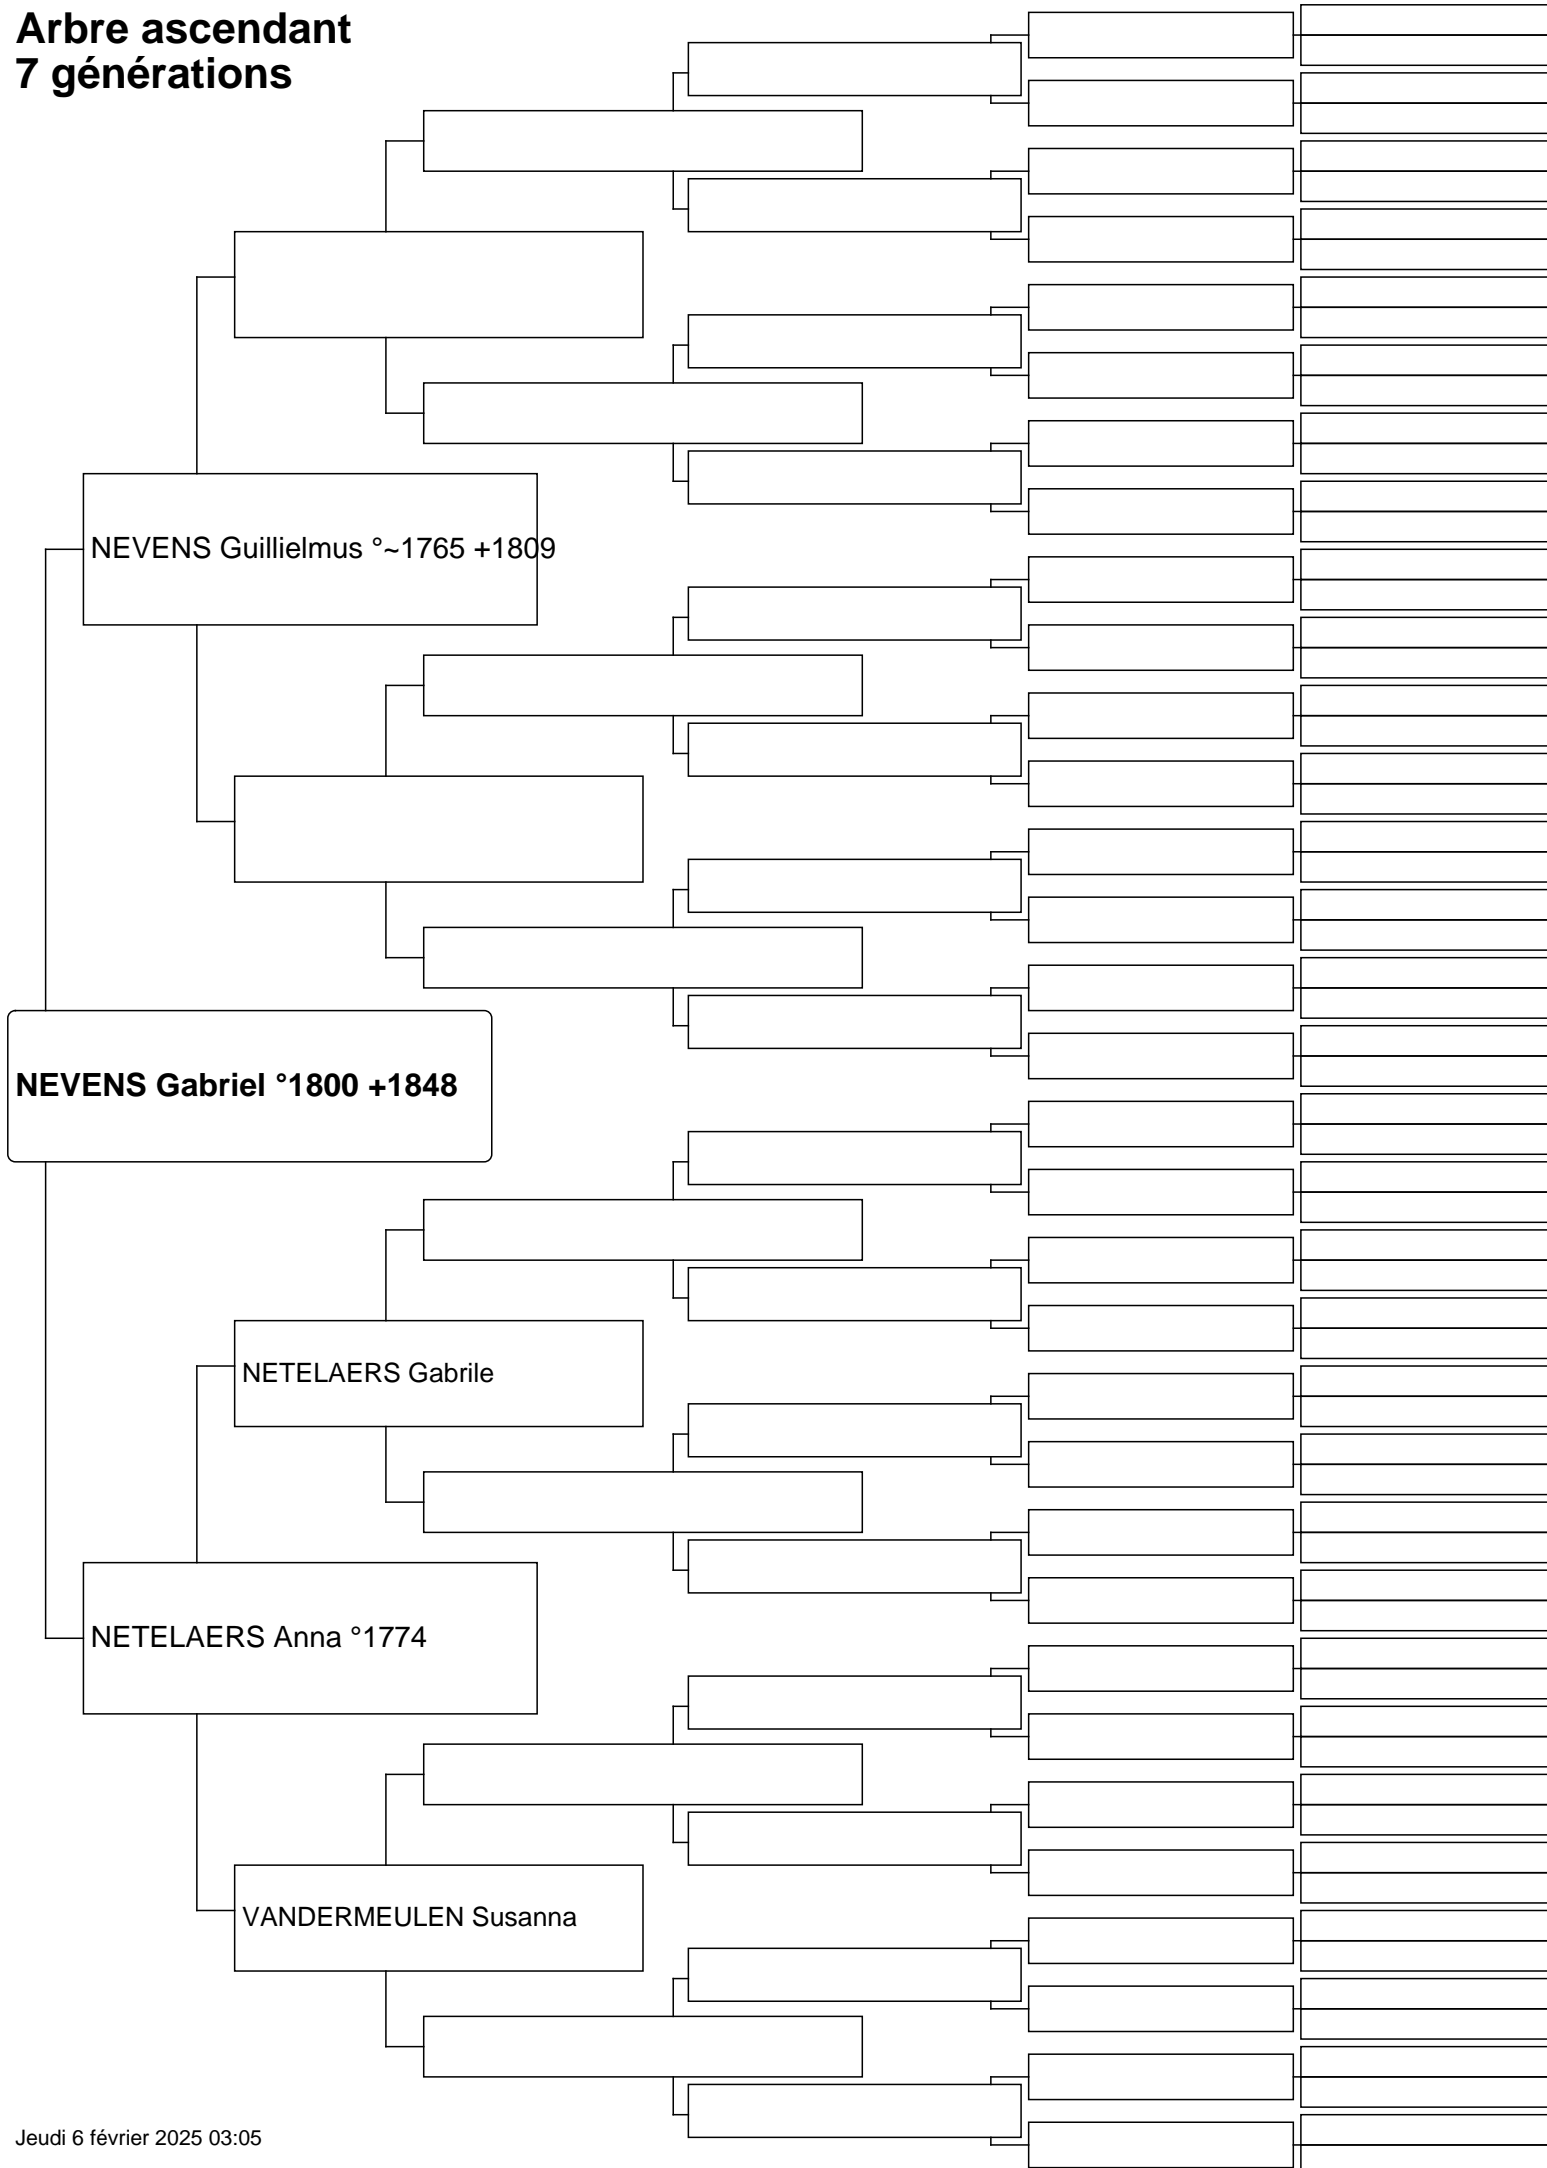 Arbre ascendant
7 générations
NEVENS Guillielmus °~1765 +1809
NEVENS Gabriel °1800 +1848
NETELAERS Gabrile
NETELAERS Anna °1774
VANDERMEULEN Susanna
Jeudi 6 février 2025 03:05